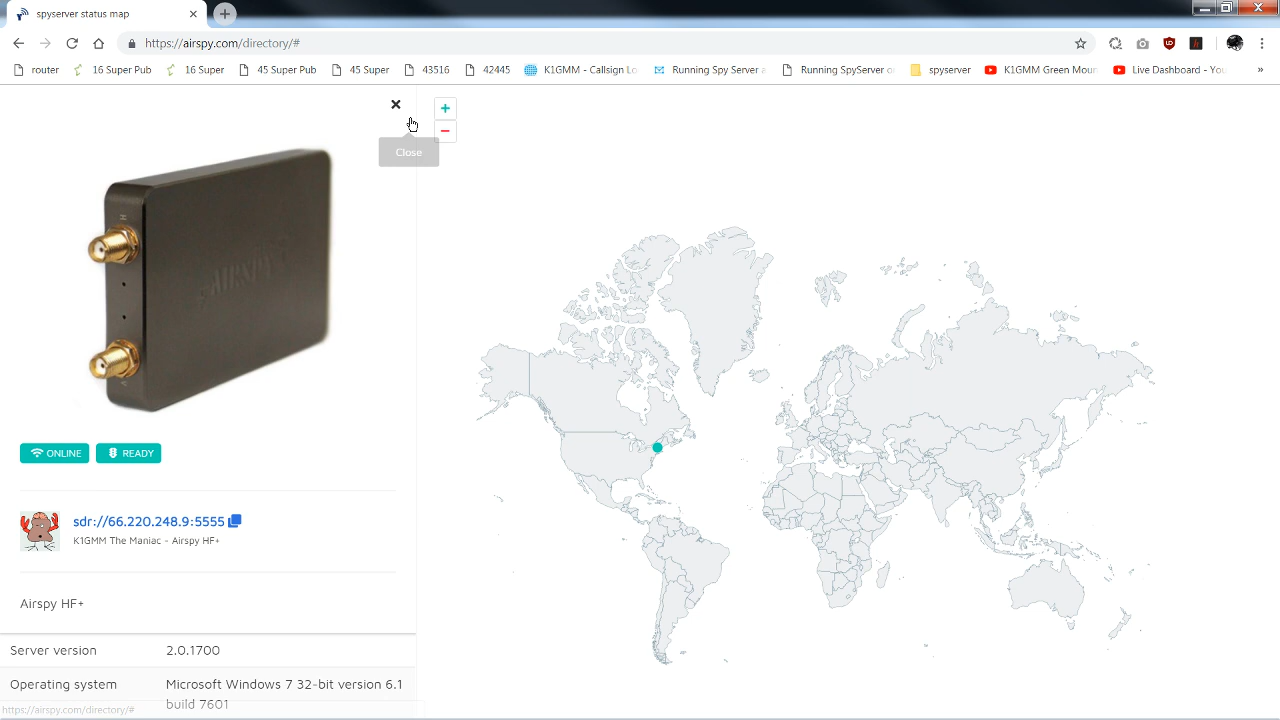 spyserver status map
https://airspy.com/directory/#
router
16 Super Pub
16 Super
45 Super Pub
45 Super
43516
42445
K1GMM - Callsign Lo
Running Spy Server a
Running SpyServer o
spyserver
K1GMM Green Moun
Live Dashboard - You
»
Close
AIRSPY
ONLINE
READY
sdr://66.220.248.9:5555
K1GMM The Maniac - Airspy HF+
Airspy HF+
Server version 2.0.1700
Operating system Microsoft Windows 7 32-bit version 6.1
build 7601
https://airspy.com/directory/#